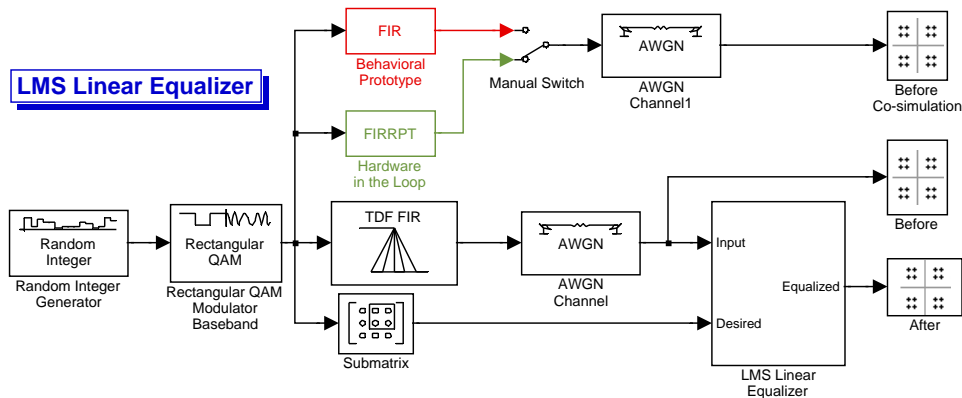 LMS Linear Equalizer
FIR
Behavioral
Prototype
Manual Switch
AWGN
AWGN
Channel1
Before
Co-simulation
FIRRPT
Hardware
in the Loop
Random
Integer
Random Integer
Generator
Rectangular
QAM
Rectangular QAM
Modulator
Baseband
TDF FIR
AWGN
AWGN
Channel
Submatrix
Input
Desired
Equalized
LMS Linear
Equalizer
Before
After